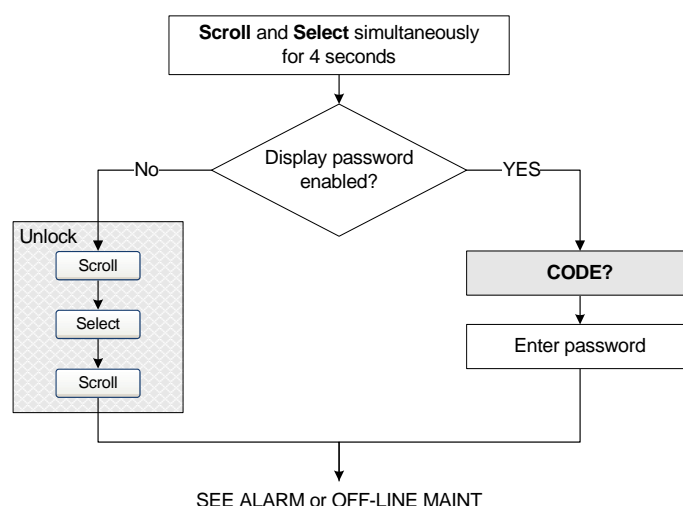 Scroll and Select simultaneously
for 4 seconds
Display password
enabled?
No
YES
Unlock
Scroll
Select
Scroll
CODE?
Enter password
SEE ALARM or OFF-LINE MAINT